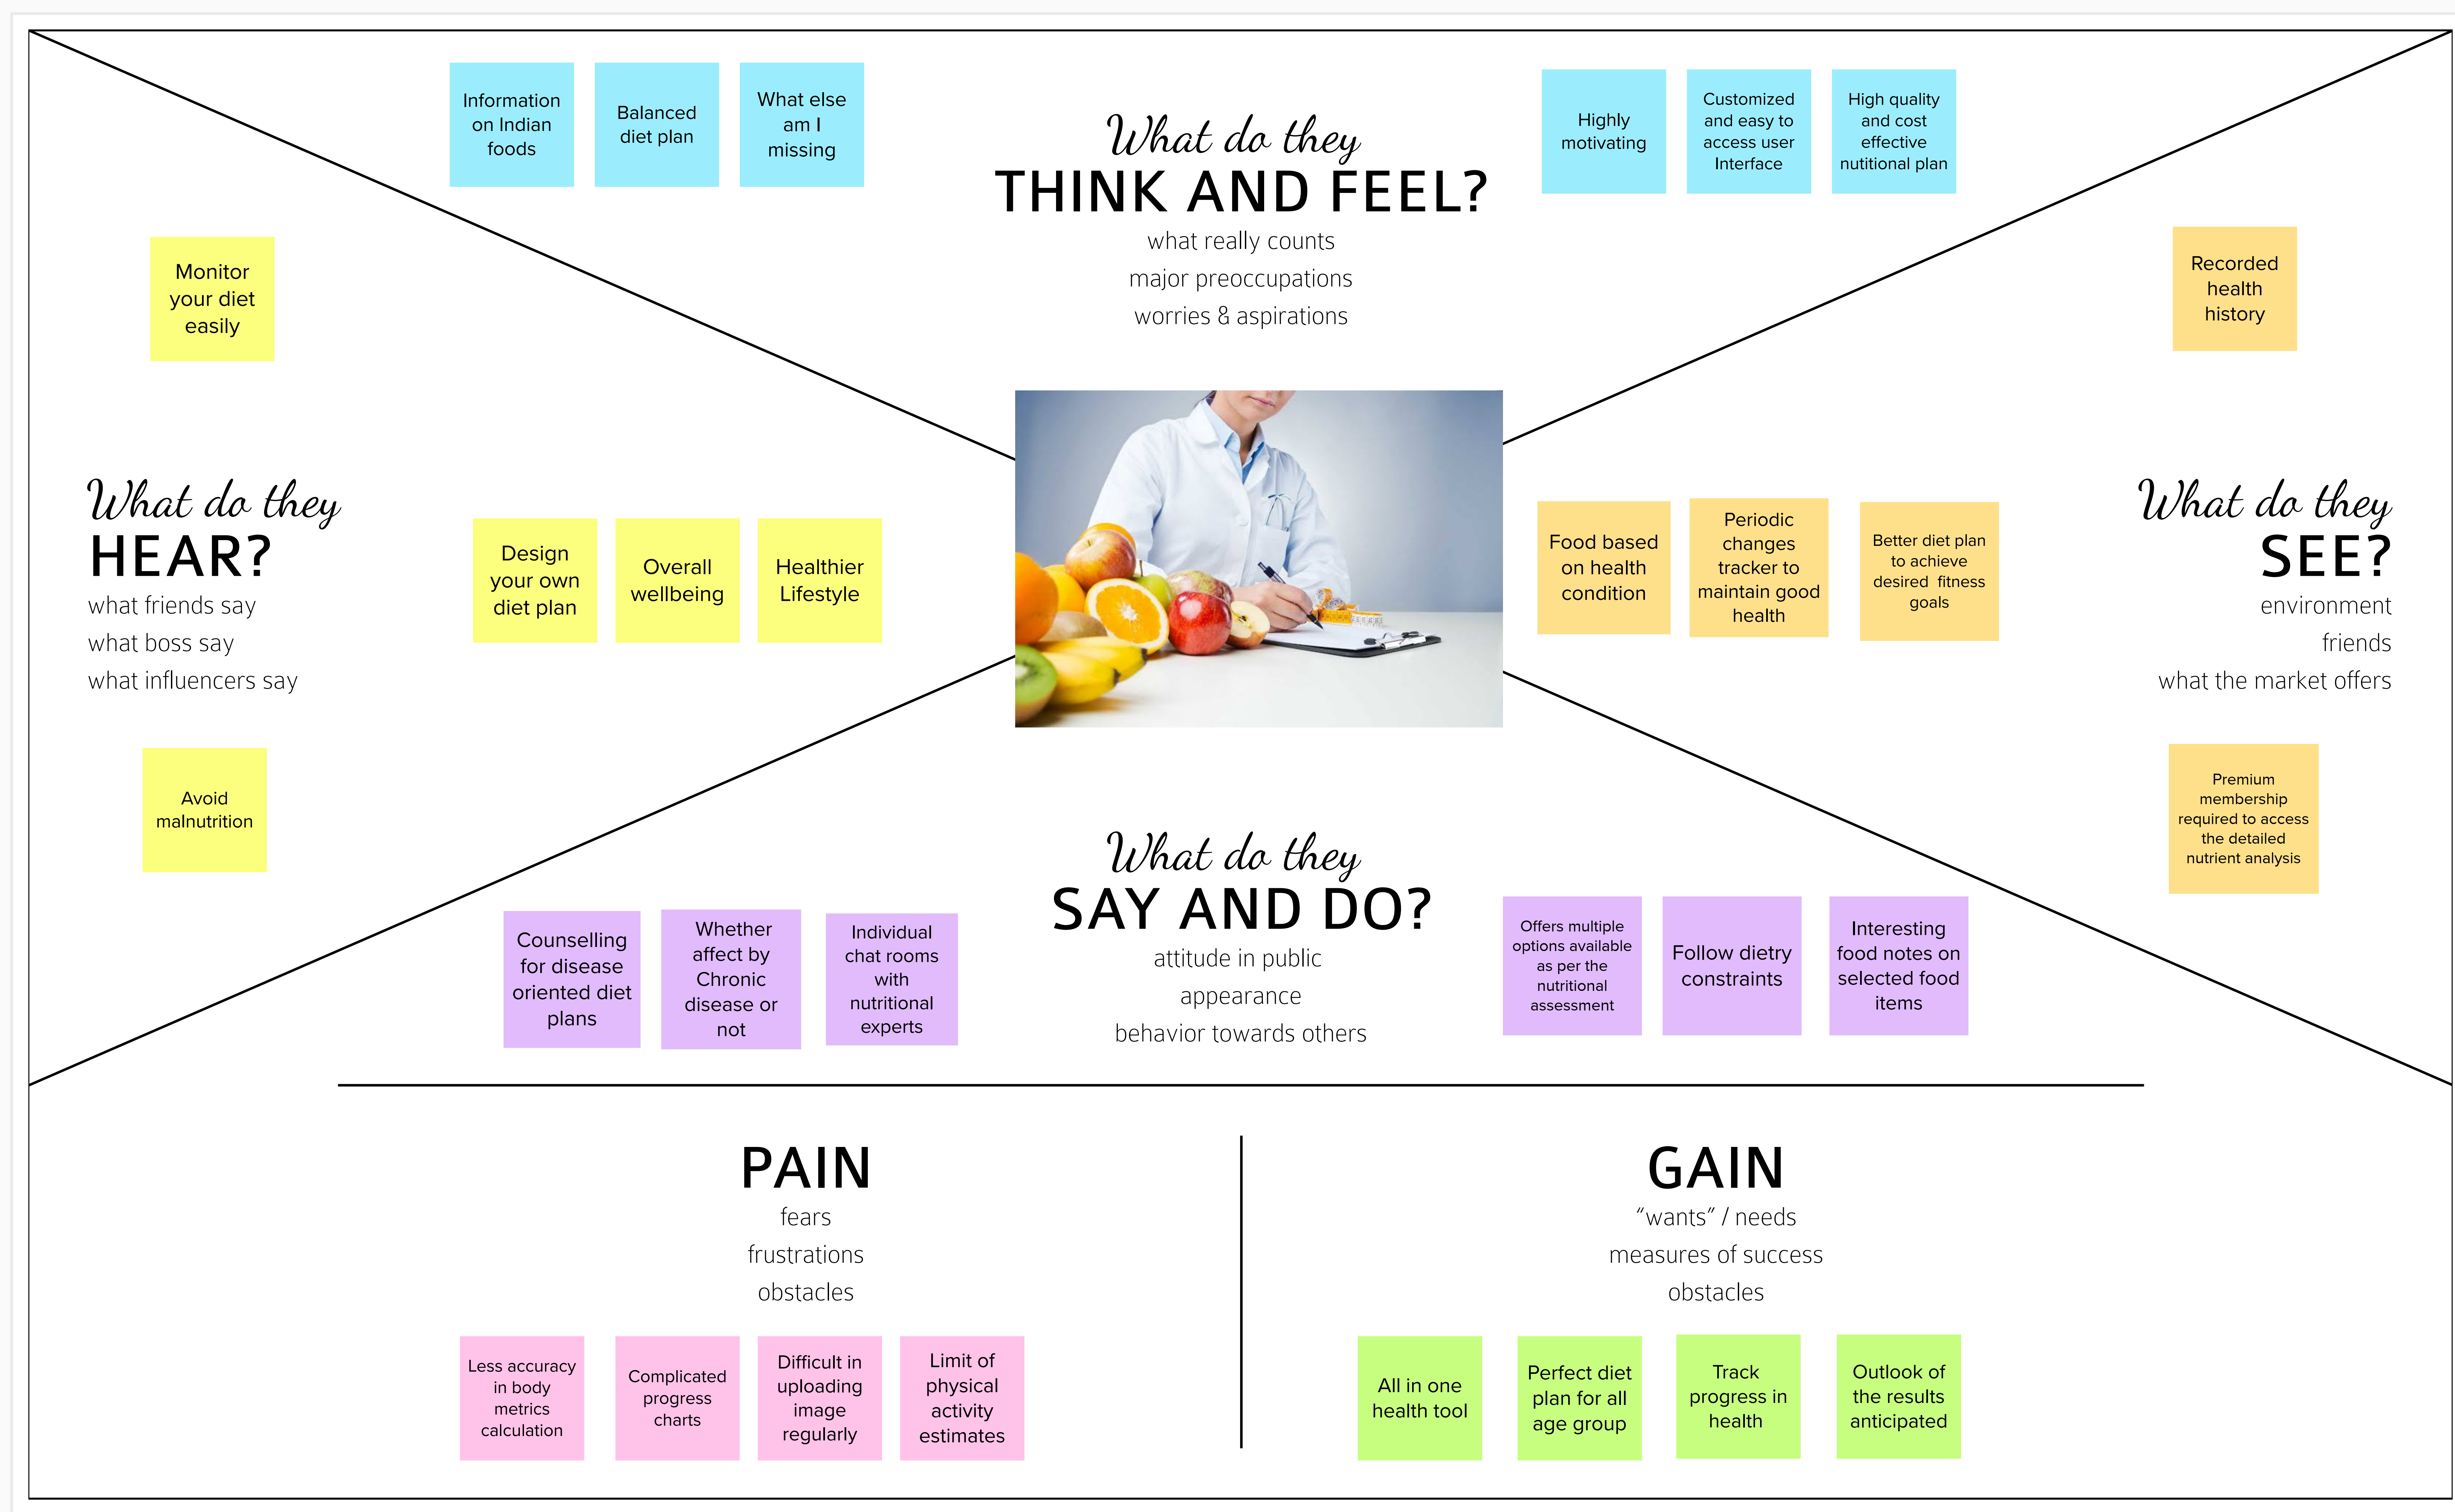 Information
on Indian
foods
Balanced
diet plan
What else
am I
missing
What do they
THINK AND FEEL?
what really counts
major preoccupations
worries & aspirations
Highly
motivating
Customized
and easy to
access user
Interface
High quality
and cost
effective
nutitional plan
Monitor
your diet
easily
What do they
HEAR?
what friends say
what boss say
what influencers say
Design
your own
diet plan
Overall
wellbeing
Healthier
Lifestyle
Avoid
malnutrition
Recorded
health
history
Food based
on health
condition
Periodic
changes
tracker to
maintain good
health
Better diet plan
to achieve
desired fitness
goals
What do they
SEE?
environment
friends
what the market offers
Premium
membership
required to access
the detailed
nutrient analysis
Counselling
for disease
oriented diet
plans
Whether
affect by
Chronic
disease or
not
Individual
chat rooms
with
nutritional
experts
What do they
SAY AND DO?
attitude in public
appearance
behavior towards others
Offers multiple
options available
as per the
nutritional
assessment
Follow dietry
constraints
Interesting
food notes on
selected food
items
PAIN
fears
frustrations
obstacles
Less accuracy
in body
metrics
calculation
Complicated
progress
charts
Difficult in
uploading
image
regularly
Limit of
physical
activity
estimates
GAIN
“wants” / needs
measures of success
obstacles
All in one
health tool
Perfect diet
plan for all
age group
Track
progress in
health
Outlook of
the results
anticipated